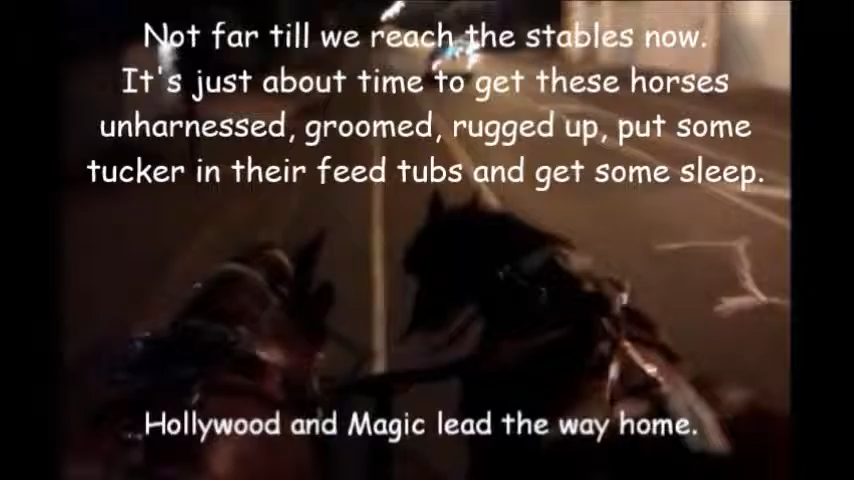 Not far till we reach the stables now.
It's just about time to get these horses
unharnessed, groomed, rugged up, put some
tucker in their feed tubs and get some sleep.
Hollywood and Magic lead the way home.